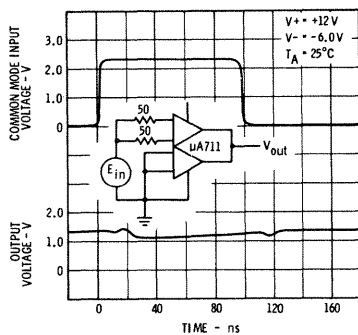 COMMON MODE INPUT
VOLTAGE - V
3.0
2.0
1.0
0
V+ = +12 V
V- = -6.0 V
TA = 25°C
50
50
μA711
Ein
Vout
OUTPUT
VOLTAGE - V
2.0
1.0
0
0
40
80
120
160
TIME - ns